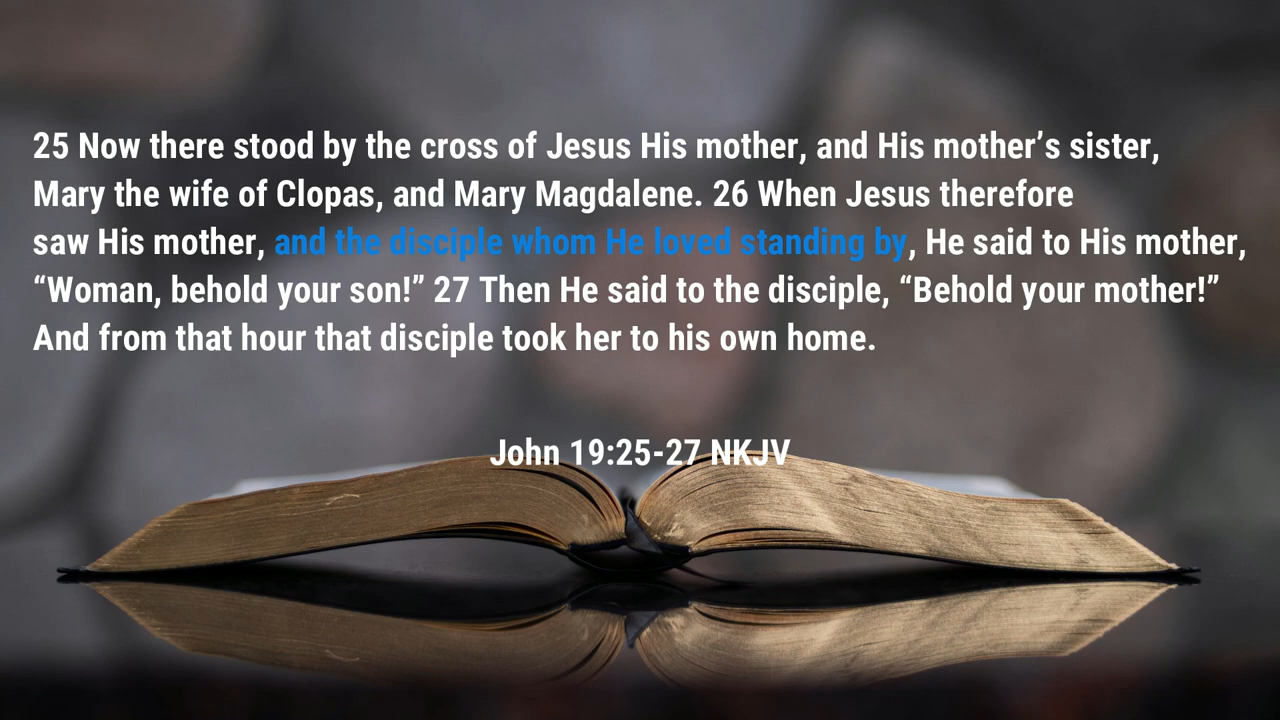 25 Now there stood by the cross of Jesus His mother, and His mother’s sister,
Mary the wife of Clopas, and Mary Magdalene. 26 When Jesus therefore
saw His mother, and the disciple whom He loved standing by, He said to His mother,
“Woman, behold your son!” 27 Then He said to the disciple, “Behold your mother!”
And from that hour that disciple took her to his own home.
John 19:25-27 NKJV